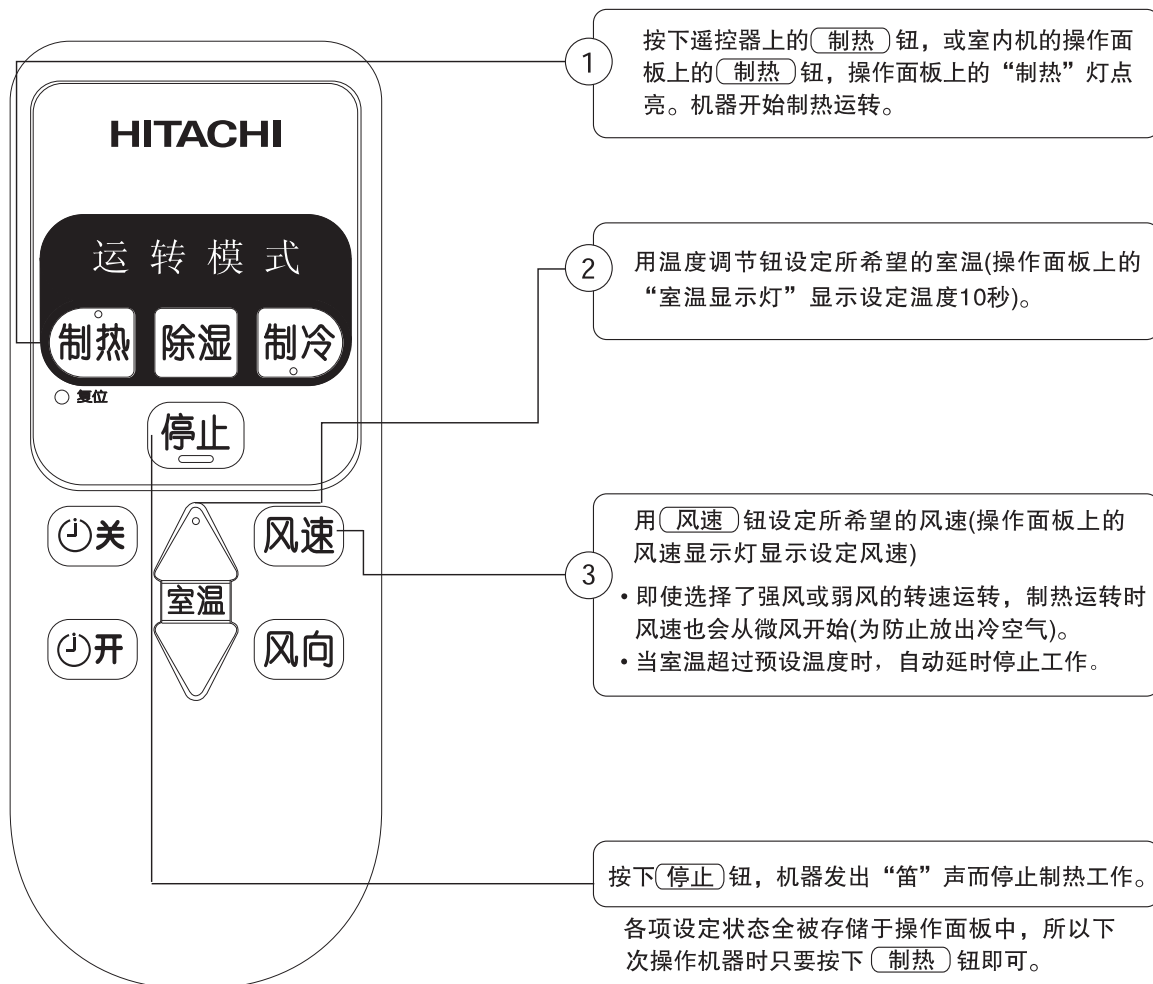 HITACHI
运转模式
制热 除湿 制冷
复位
停止
关 风速
室温
开 风向
1
按下遥控器上的 制热 钮，或室内机的操作面
板上的 制热 钮，操作面板上的“制热”灯点
亮。机器开始制热运转。
2
用温度调节钮设定所希望的室温(操作面板上的
“室温显示灯”显示设定温度10秒)。
3
用 风速 钮设定所希望的风速(操作面板上的
风速显示灯显示设定风速)
•即使选择了强风或弱风的转速运转，制热运转时
风速也会从微风开始(为防止放出冷空气)。
•当室温超过预设温度时，自动延时停止工作。
按下 停止 钮，机器发出“笛”声而停止制热工作。
各项设定状态全被存储于操作面板中，所以下
次操作机器时只要按下 制热 钮即可。